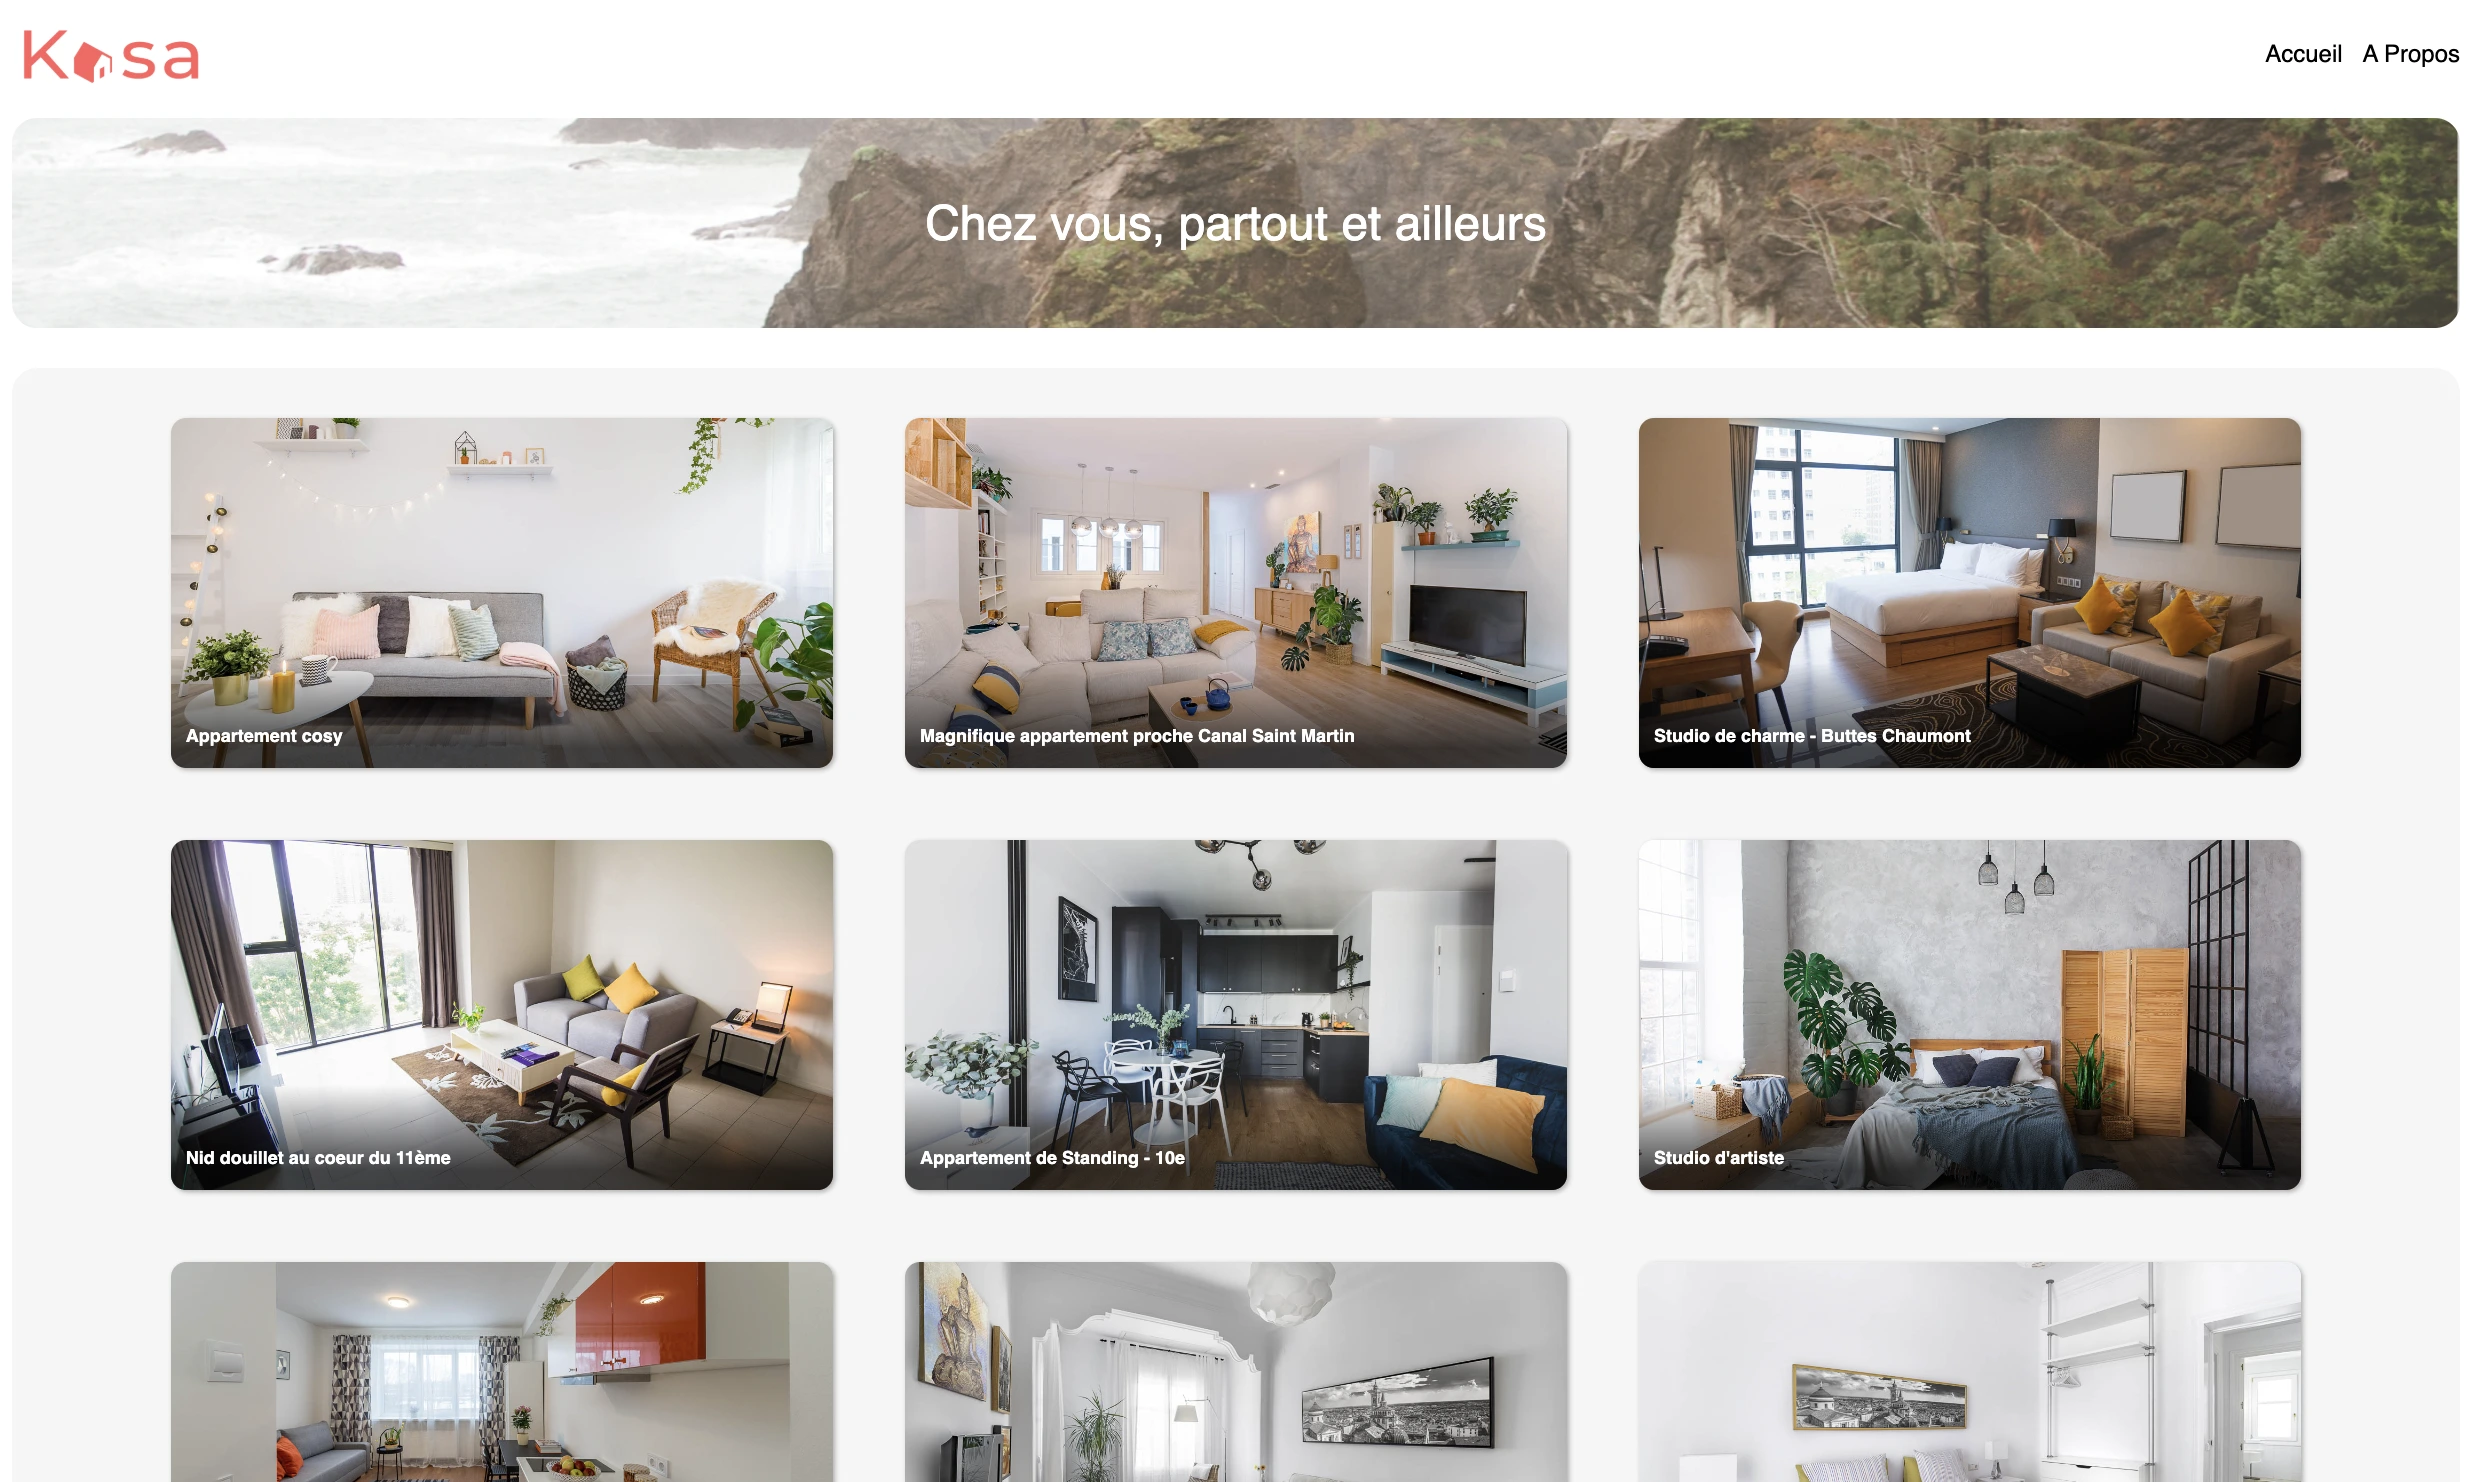 Kasa
Accueil A Propos
Chez vous, partout et ailleurs
Appartement cosy
Magnifique appartement proche Canal Saint Martin
Studio de charme - Buttes Chaumont
Nid douillet au coeur du 11ème
Appartement de Standing - 10e
Studio d'artiste